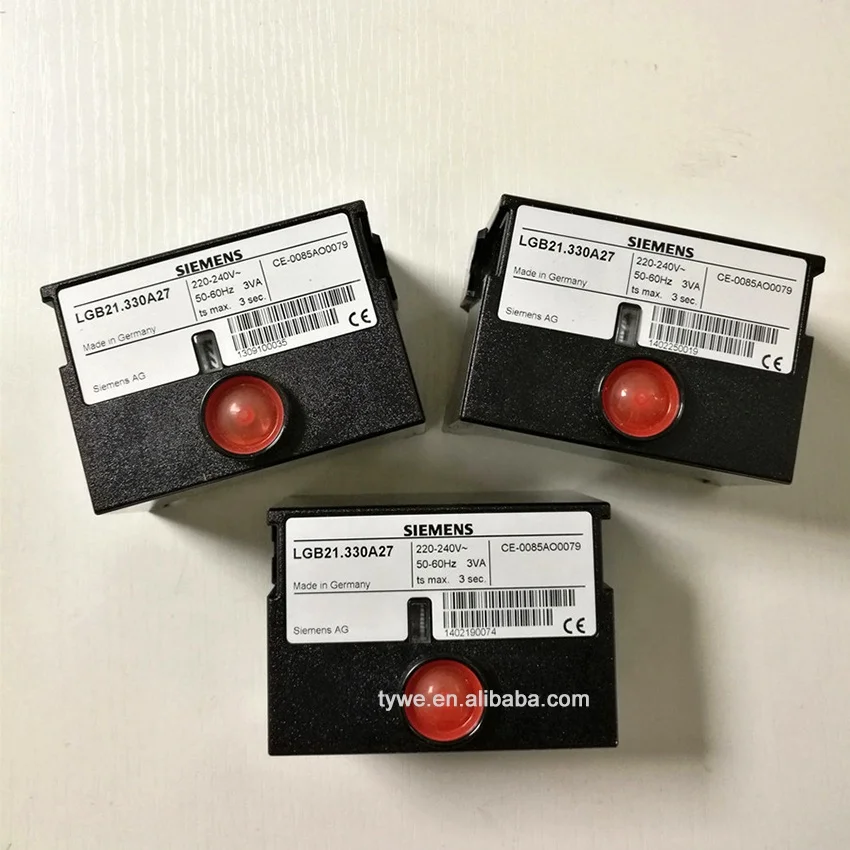 SIEMENS
LGB21.330A27
220-240V~
50-60Hz 3VA
ts max. 3 sec.
CE-0085AO0079
Made in Germany
1309100035
CE
Siemens AG
SIEMENS
LGB21.330A27
220-240V~
50-60Hz 3VA
ts max. 3 sec.
CE-0085AO0079
Made in Germany
1402250019
CE
Siemens AG
SIEMENS
LGB21.330A27
220-240V~
50-60Hz 3VA
ts max. 3 sec.
CE-0085AO0079
Made in Germany
1402190074
CE
Siemens AG
tywe.en.alibaba.com